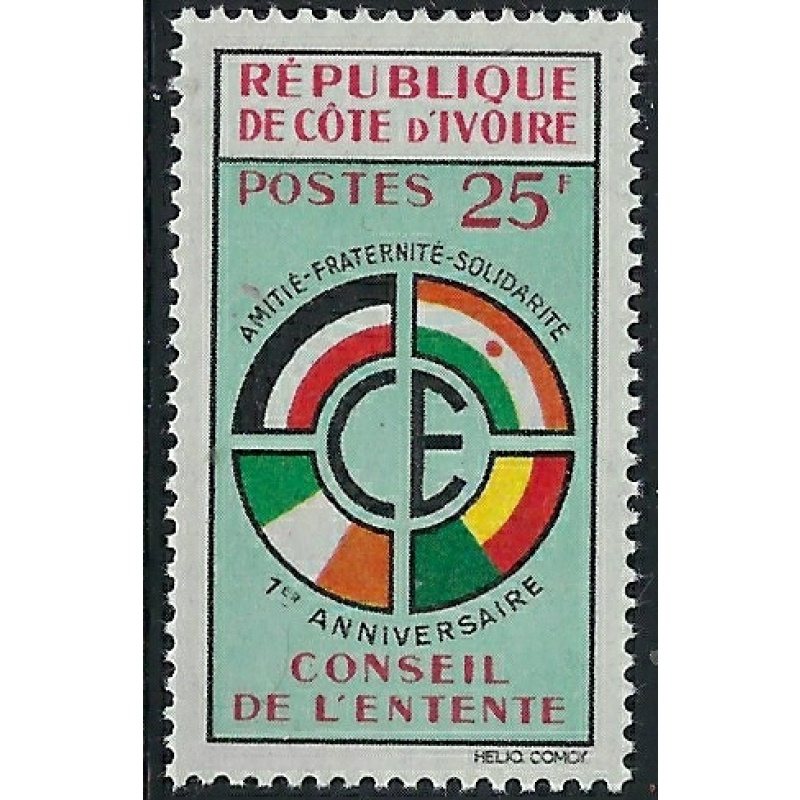 RÉPUBLIQUE
DE CÔTE D'IVOIRE
POSTES 25F
AMITIÉ-FRATERNITÉ-SOLIDARITÉ
CE
1er ANNIVERSAIRE
CONSEIL
DE L'ENTENTE
HELIO. COMOY